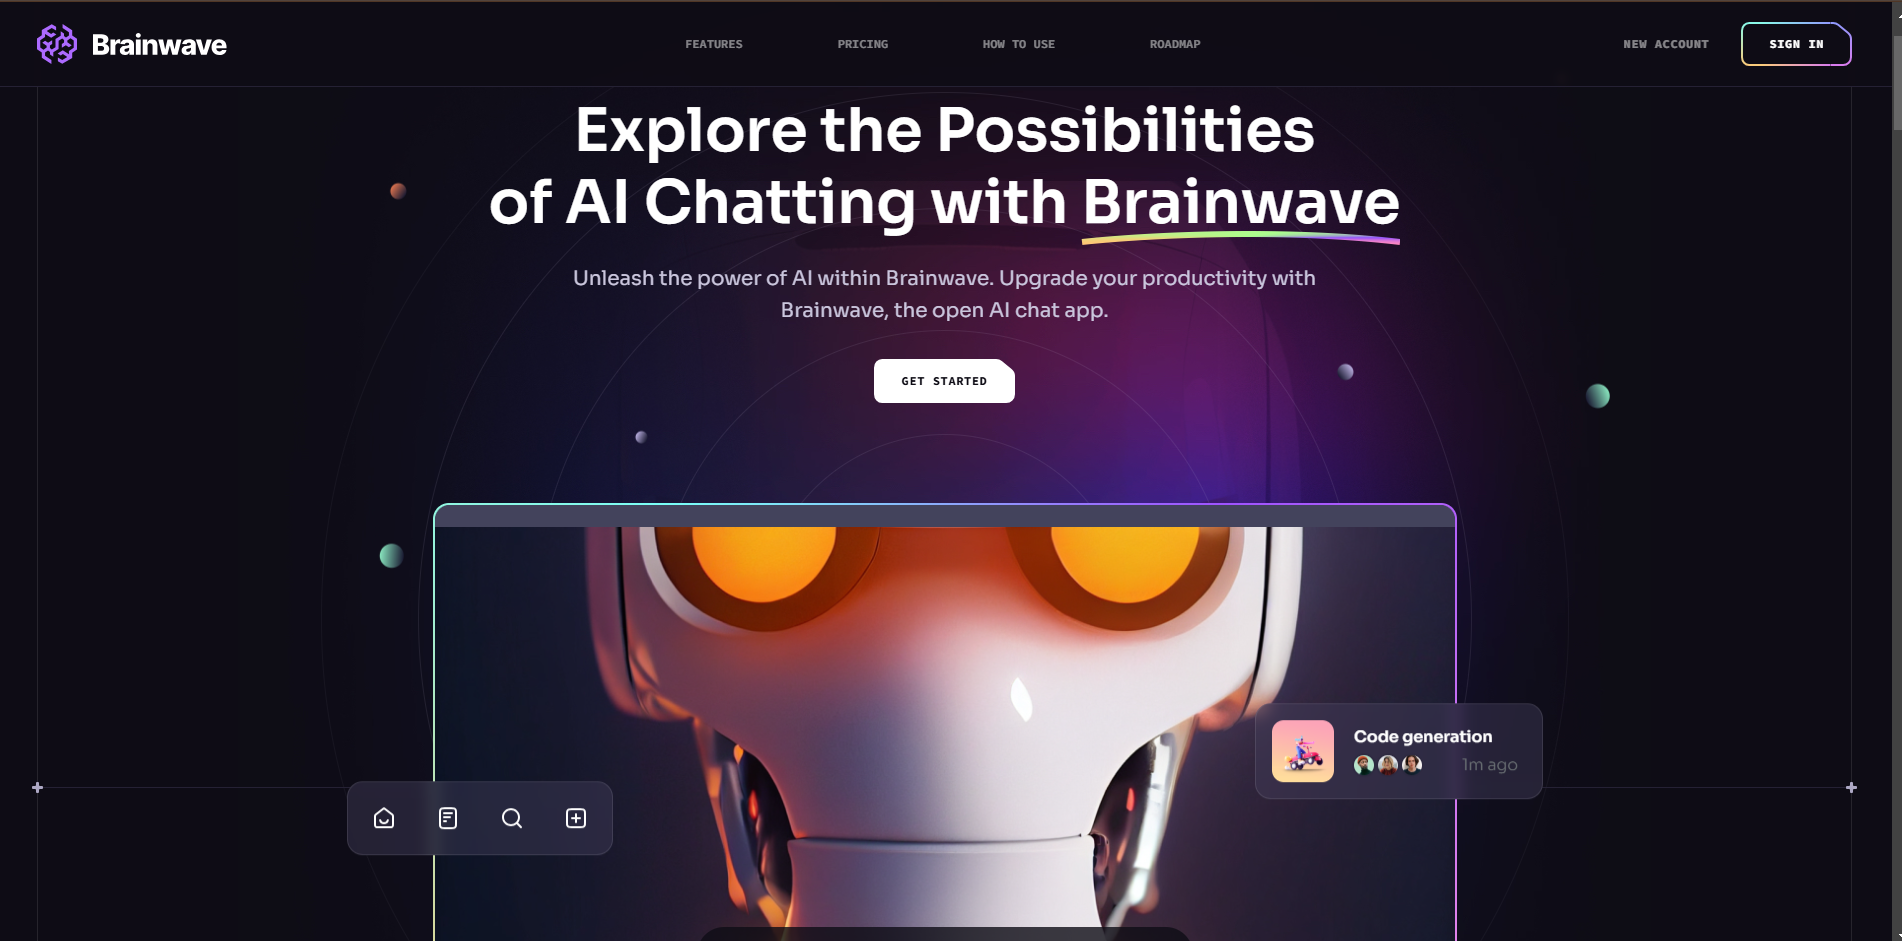 Brainwave
FEATURES
PRICING
HOW TO USE
ROADMAP
NEW ACCOUNT
SIGN IN
Explore the Possibilities
of AI Chatting with Brainwave
Unleash the power of AI within Brainwave. Upgrade your productivity with
Brainwave, the open AI chat app.
GET STARTED
Code generation
1m ago